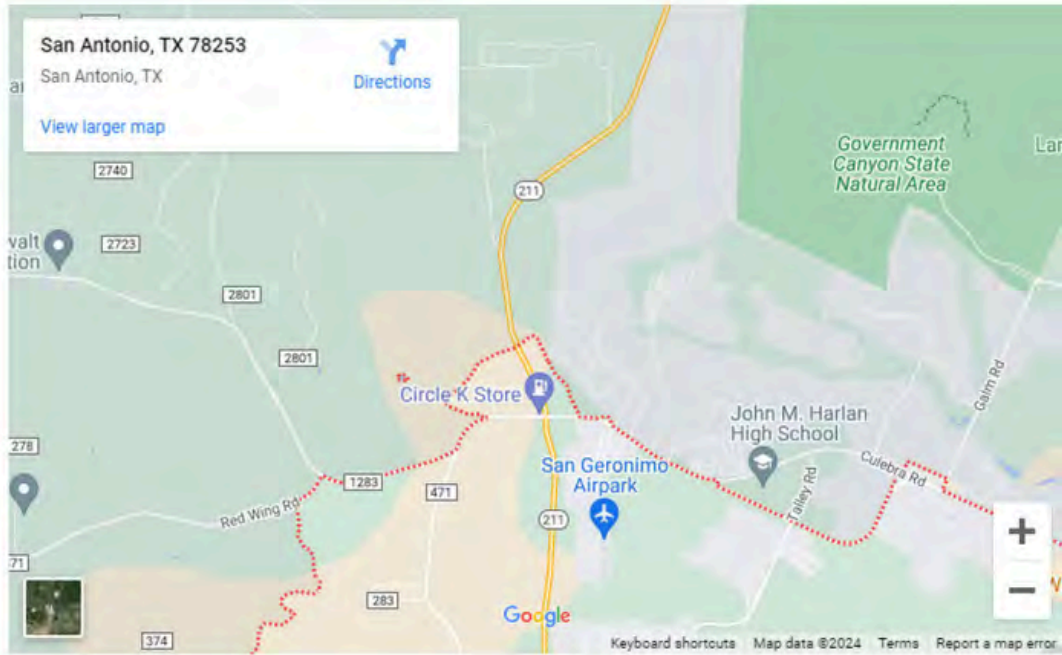 San Antonio, TX 78253
San Antonio, TX
Directions
View larger map
2740
211
Government
Canyon State
Natural Area
2723
2801
2801
Circle K Store
Galm Rd
John M. Harlan
High School
278
San Geronimo
Airpark
Culebra Rd
1283
471
Talley Rd
Red Wing Rd
211
+
71
−
283
Google
374
Keyboard shortcuts Map data ©2024 Terms Report a map error